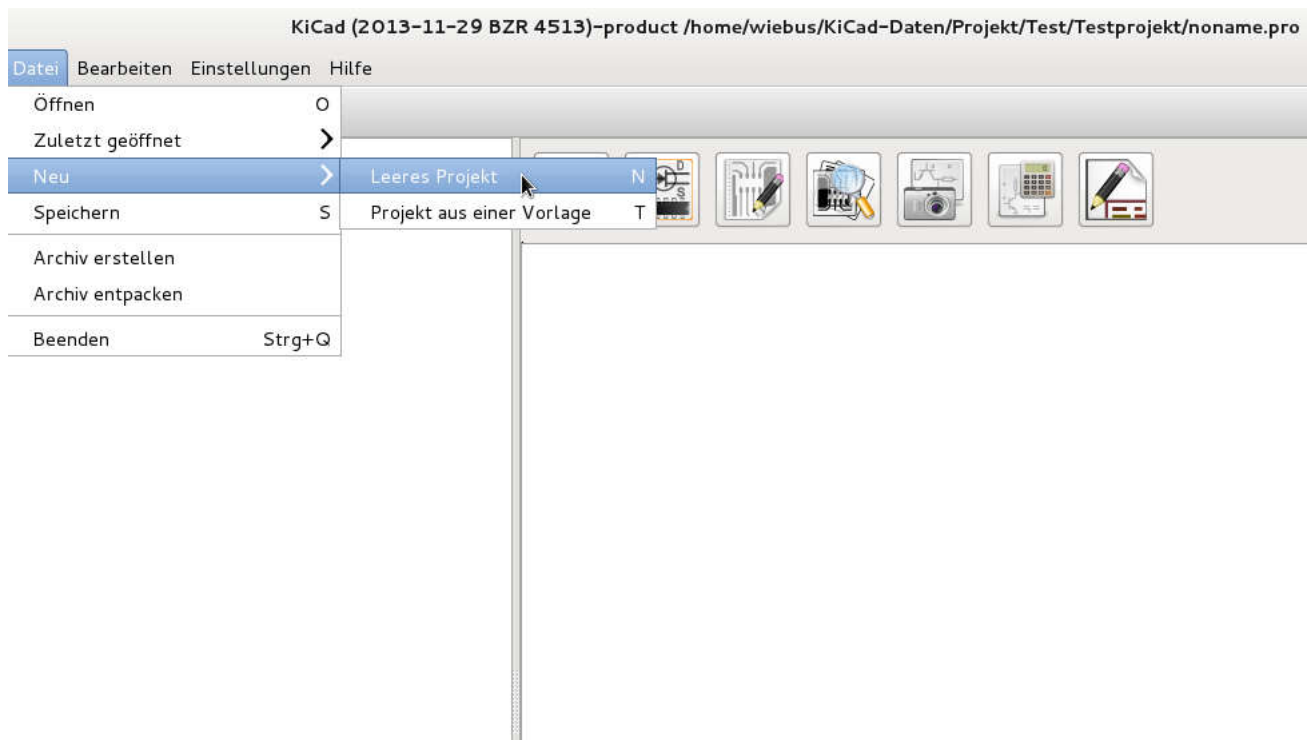 KiCad (2013-11-29 BZR 4513)-product /home/wiebus/KiCad-Daten/Projekt/Test/Testprojekt/noname.pro
Datei Bearbeiten Einstellungen Hilfe
Öffnen O
Zuletzt geöffnet
Neu
Leeres Projekt N
Speichern S
Projekt aus einer Vorlage T
Archiv erstellen
Archiv entpacken
Beenden Strg+Q
D
S